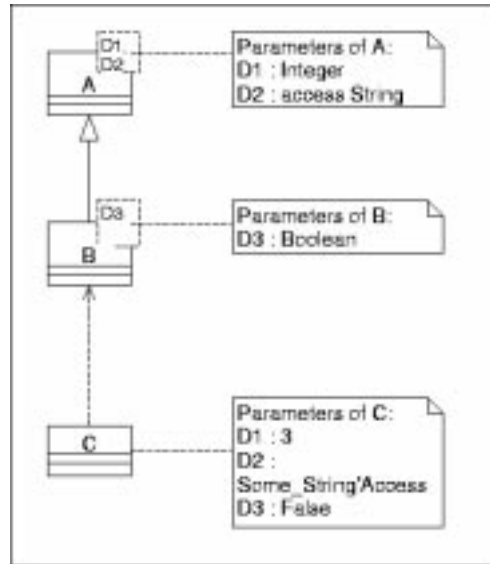 D1
D2
A
Parameters of A:
D1 : Integer
D2 : access String
D3
B
Parameters of B:
D3 : Boolean
C
Parameters of C:
D1 : 3
D2 :
Some_String'Access
D3 : False